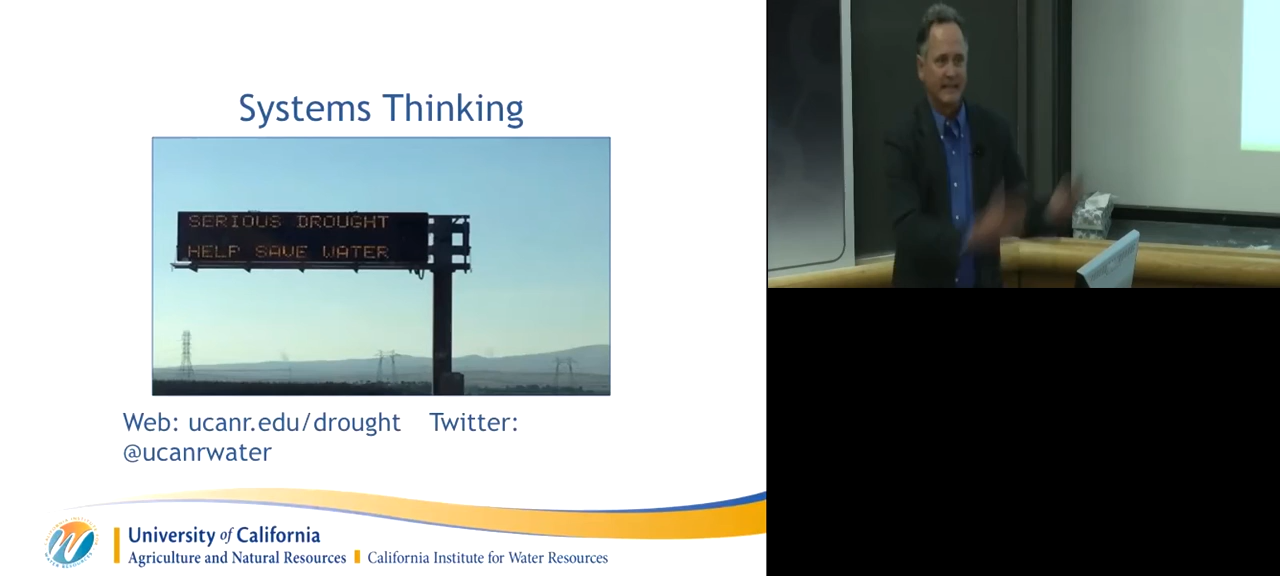 Systems Thinking
SERIOUS DROUGHT
HELP SAVE WATER
Web: ucanr.edu/drought Twitter:
@ucanrwater
University of California
Agriculture and Natural Resources California Institute for Water Resources